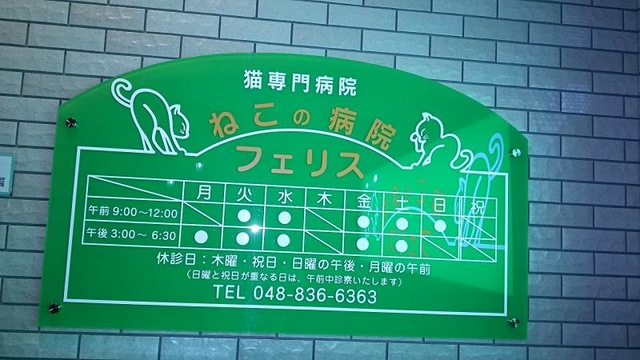 猫専門病院
ねこの病院
フェリス
月 火 水 木 金 土 日 祝
午前 9:00～12:00 ● ● ● ● ●
午後 3:00～ 6:30 ● ● ● ● ●
休診日：木曜・祝日・日曜の午後・月曜の午前
（日曜と祝日が重なる日は、午前中診察いたします）
TEL 048-836-6363